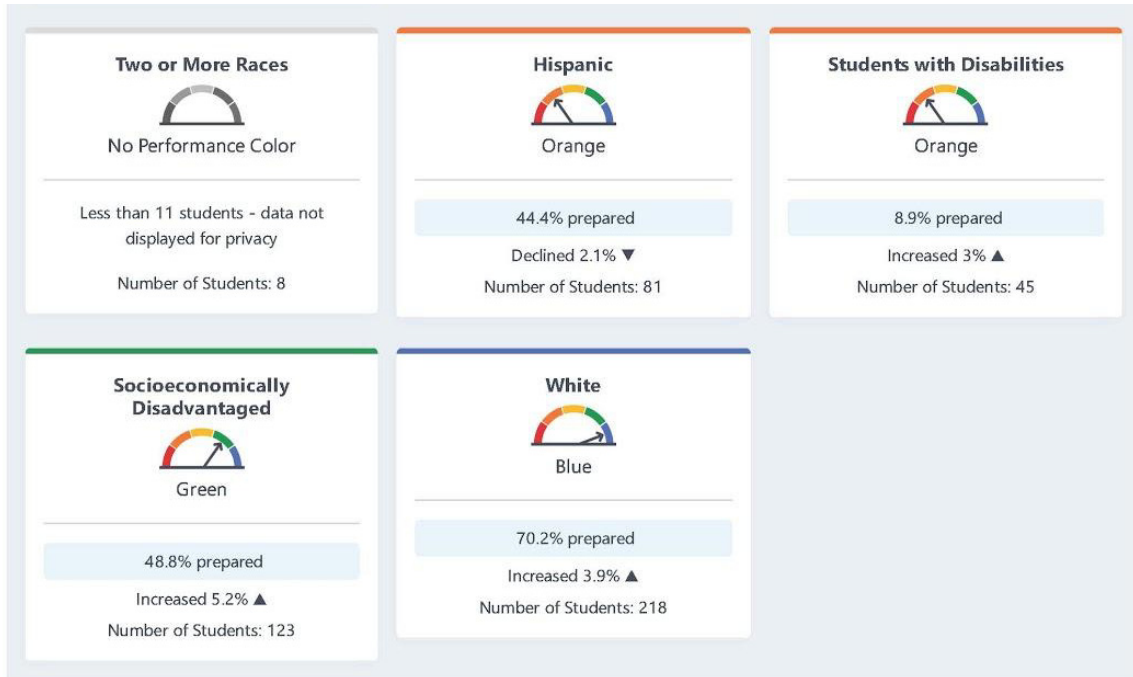 Two or More Races
No Performance Color
Less than 11 students - data not
displayed for privacy
Number of Students: 8
Hispanic
Orange
44.4% prepared
Declined 2.1% ▼
Number of Students: 81
Students with Disabilities
Orange
8.9% prepared
Increased 3% ▲
Number of Students: 45
Socioeconomically
Disadvantaged
Green
48.8% prepared
Increased 5.2% ▲
Number of Students: 123
White
Blue
70.2% prepared
Increased 3.9% ▲
Number of Students: 218